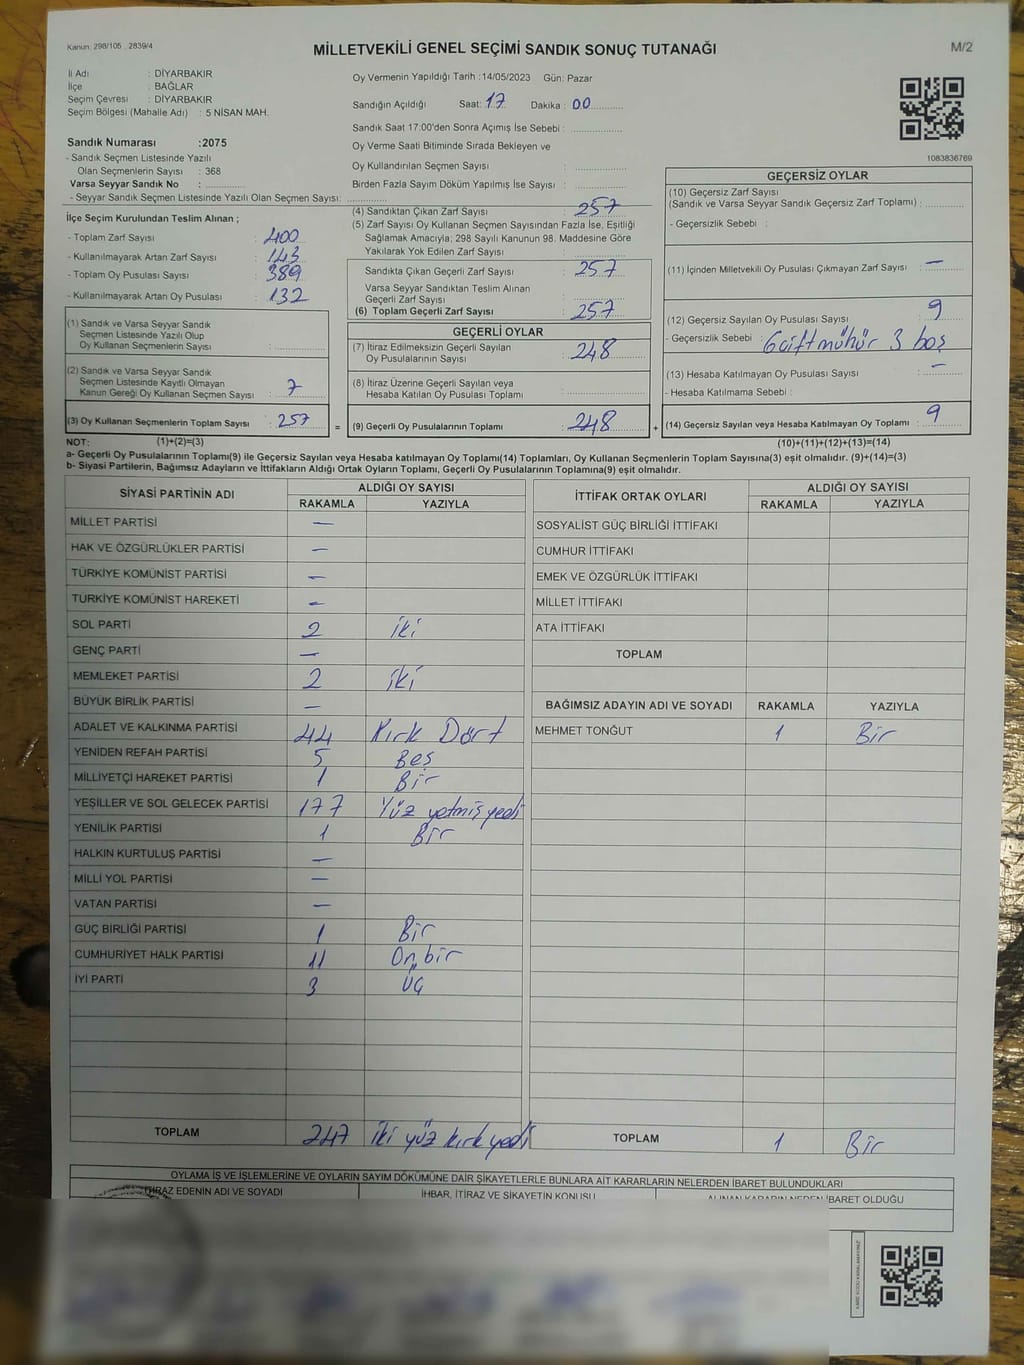 Kanun: 298/105 , 2839/4
MİLLETVEKİLİ GENEL SEÇİMİ SANDIK SONUÇ TUTANAĞI
M/2
İl Adı : DİYARBAKIR
İlçe : BAĞLAR
Seçim Çevresi : DİYARBAKIR
Seçim Bölgesi (Mahalle Adı) : 5 NİSAN MAH.
Sandık Numarası :2075
- Sandık Seçmen Listesinde Yazılı
Olan Seçmenlerin Sayısı : 368
Varsa Seyyar Sandık No :
- Seyyar Sandık Seçmen Listesinde Yazılı Olan Seçmen Sayısı:
Oy Vermenin Yapıldığı Tarih :14/05/2023 Gün: Pazar
Sandığın Açıldığı Saat: 17 Dakika : 00
Sandık Saat 17:00'den Sonra Açımış İse Sebebi :
Oy Verme Saati Bitiminde Sırada Bekleyen ve
Oy Kullandırılan Seçmen Sayısı :
Birden Fazla Sayım Döküm Yapılmış İse Sayısı :
1083836769
İlçe Seçim Kurulundan Teslim Alınan ;
- Toplam Zarf Sayısı : 400
- Kullanılmayarak Artan Zarf Sayısı : 143
- Toplam Oy Pusulası Sayısı : 389
- Kullanılmayarak Artan Oy Pusulası : 132
(1) Sandık ve Varsa Seyyar Sandık
Seçmen Listesinde Yazılı Olup
Oy Kullanan Seçmenlerin Sayısı :
(2) Sandık ve Varsa Seyyar Sandık
Seçmen Listesinde Kayıtlı Olmayan
Kanun Gereği Oy Kullanan Seçmen Sayısı : 7
(3) Oy Kullanan Seçmenlerin Toplam Sayısı : 257
(4) Sandıktan Çıkan Zarf Sayısı : 257
(5) Zarf Sayısı Oy Kullanan Seçmen Sayısından Fazla İse, Eşitliği
Sağlamak Amacıyla; 298 Sayılı Kanunun 98. Maddesine Göre
Yakılarak Yok Edilen Zarf Sayısı :
Sandıkta Çıkan Geçerli Zarf Sayısı : 257
Varsa Seyyar Sandıktan Teslim Alınan
Geçerli Zarf Sayısı :
(6) Toplam Geçerli Zarf Sayısı : 257
GEÇERLİ OYLAR
(7) İtiraz Edilmeksizin Geçerli Sayılan
Oy Pusulalarının Sayısı : 248
(8) İtiraz Üzerine Geçerli Sayılan veya
Hesaba Katılan Oy Pusulası Toplamı :
= (9) Geçerli Oy Pusulalarının Toplamı : 248
GEÇERSİZ OYLAR
(10) Geçersiz Zarf Sayısı
(Sandık ve Varsa Seyyar Sandık Geçersiz Zarf Toplamı) :
- Geçersizlik Sebebi :
(11) İçinden Milletvekili Oy Pusulası Çıkmayan Zarf Sayısı : —
(12) Geçersiz Sayılan Oy Pusulası Sayısı : 9
- Geçersizlik Sebebi : 6 çift mühür 3 boş
(13) Hesaba Katılmayan Oy Pusulası Sayısı : —
- Hesaba Katılmama Sebebi :
+ (14) Geçersiz Sayılan veya Hesaba Katılmayan Oy Toplamı : 9
NOT: (1)+(2)=(3)
(10)+(11)+(12)+(13)=(14)
a- Geçerli Oy Pusulalarının Toplamı(9) ile Geçersiz Sayılan veya Hesaba katılmayan Oy Toplamı(14) Toplamları, Oy Kullanan Seçmenlerin Toplam Sayısına(3) eşit olmalıdır. (9)+(14)=(3)
b- Siyasi Partilerin, Bağımsız Adayların ve İttifakların Aldığı Ortak Oyların Toplamı, Geçerli Oy Pusulalarının Toplamına(9) eşit olmalıdır.
SİYASİ PARTİNİN ADI ALDIĞI OY SAYISI
RAKAMLA YAZIYLA
MİLLET PARTİSİ —
HAK VE ÖZGÜRLÜKLER PARTİSİ —
TÜRKİYE KOMÜNİST PARTİSİ —
TÜRKİYE KOMÜNİST HAREKETİ —
SOL PARTİ 2 iki
GENÇ PARTİ —
MEMLEKET PARTİSİ 2 iki
BÜYÜK BİRLİK PARTİSİ —
ADALET VE KALKINMA PARTİSİ 44 Kırk Dört
YENİDEN REFAH PARTİSİ 5 Beş
MİLLİYETÇİ HAREKET PARTİSİ 1 Bir
YEŞİLLER VE SOL GELECEK PARTİSİ 177 Yüz yetmiş yedi
YENİLİK PARTİSİ 1 Bir
HALKIN KURTULUŞ PARTİSİ —
MİLLİ YOL PARTİSİ —
VATAN PARTİSİ —
GÜÇ BİRLİĞİ PARTİSİ 1 Bir
CUMHURİYET HALK PARTİSİ 11 On bir
İYİ PARTİ 3 üç
TOPLAM 247 iki yüz kırk yedi
İTTİFAK ORTAK OYLARI ALDIĞI OY SAYISI
RAKAMLA YAZIYLA
SOSYALİST GÜÇ BİRLİĞİ İTTİFAKI
CUMHUR İTTİFAKI
EMEK VE ÖZGÜRLÜK İTTİFAKI
MİLLET İTTİFAKI
ATA İTTİFAKI
TOPLAM
BAĞIMSIZ ADAYIN ADI VE SOYADI RAKAMLA YAZIYLA
MEHMET TONĞUT 1 Bir
TOPLAM 1 Bir
OYLAMA İŞ VE İŞLEMLERİNE VE OYLARIN SAYIM DÖKÜMÜNE DAİR ŞİKAYETLERLE BUNLARA AİT KARARLARIN NELERDEN İBARET BULUNDUKLARI
İTİRAZ EDENİN ADI VE SOYADI İHBAR, İTİRAZ VE ŞİKAYETİN KONUSU ALINAN KARARIN NEDEN İBARET OLDUĞU